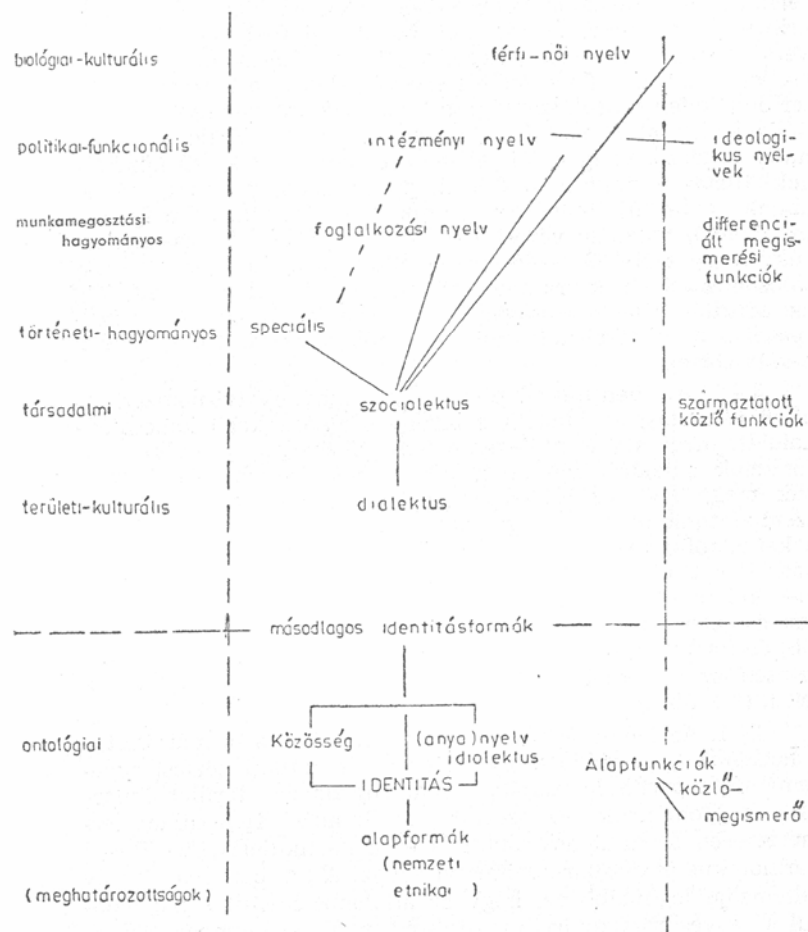 biológiai-kulturális
férfi-női nyelv
politikai-funkcionális
intézményi nyelv
ideologi-
kus nyel-
vek
munkamegosztási
hagyományos
foglalkozási nyelv
differenci-
ált megis-
merési
funkciók
történeti-hagyományos
speciális
társadalmi
szociolektus
származtatott
közlő funkciók
területi-kulturális
dialektus
másodlagos identitásformák
ontológiai
Közösség
(anya)nyelv
idiolektus
IDENTITÁS
Alapfunkciók
közlő-
megismerő
alapformák
(nemzeti
etnikai )
(meghatározottságok)